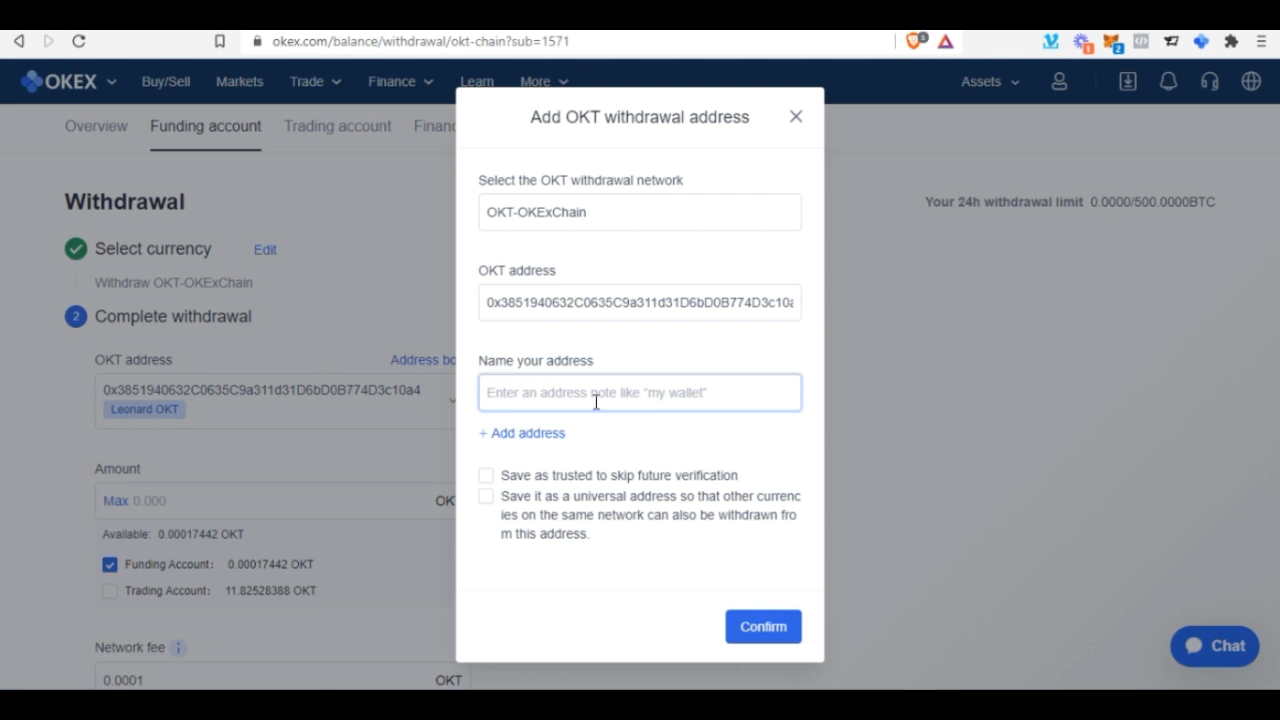 okex.com/balance/withdrawal/okt-chain?sub=1571
OKEX
Buy/Sell
Markets
Trade
Finance
Learn
More
Assets
Overview
Funding account
Trading account
Financ
Withdrawal
Your 24h withdrawal limit 0.0000/500.0000BTC
Select currency
Edit
Withdraw OKT-OKExChain
2
Complete withdrawal
OKT address
Address bo
0x3851940632C0635C9a311d31D6bD0B774D3c10a4
Leonard OKT
Amount
Max 0.000
OK
Available: 0.00017442 OKT
Funding Account: 0.00017442 OKT
Trading Account: 11.82528388 OKT
Network fee
0.0001
OKT
Add OKT withdrawal address
Select the OKT withdrawal network
OKT-OKExChain
OKT address
0x3851940632C0635C9a311d31D6bD0B774D3c10a
Name your address
Enter an address note like “my wallet”
+ Add address
Save as trusted to skip future verification
Save it as a universal address so that other currenc
ies on the same network can also be withdrawn fro
m this address.
Confirm
Chat